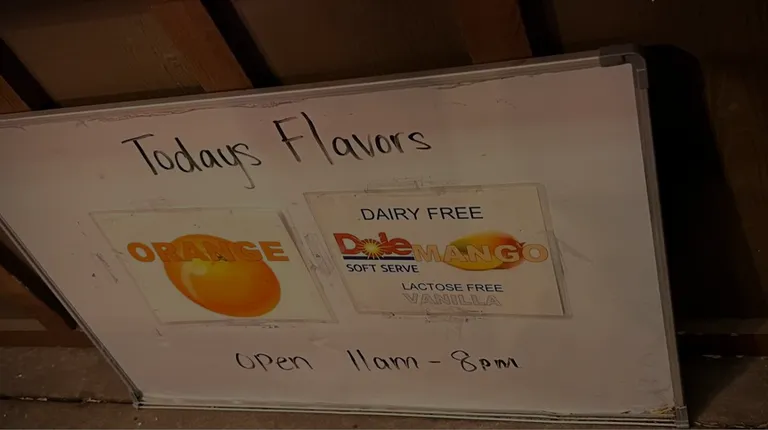 Todays Flavors
ORANGE
DAIRY FREE
Dole MANGO
SOFT SERVE
LACTOSE FREE
VANILLA
open 11am - 8pm